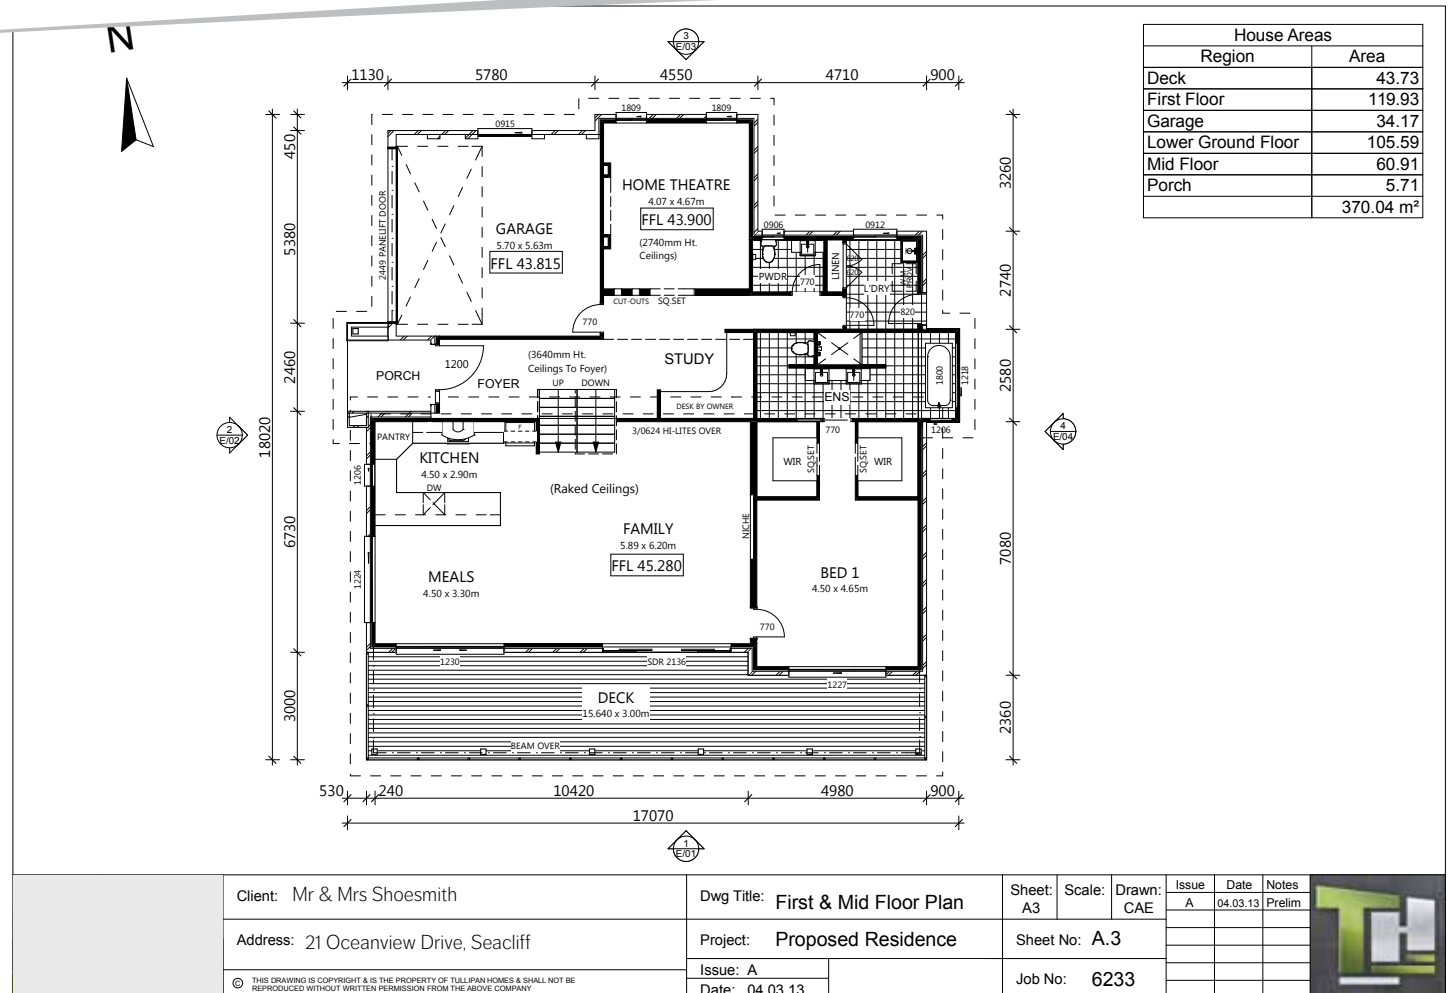 N
3
E/03
1130 5780 4550 4710 900
House Areas
Region Area
Deck 43.73
First Floor 119.93
Garage 34.17
Lower Ground Floor 105.59
Mid Floor 60.91
Porch 5.71
370.04 m²
450
5380
2460
18020
6730
3000
3260
2740
2580
7080
2360
0915
1809
1809
2449 PANELIFT DOOR
GARAGE
5.70 x 5.63m
FFL 43.815
HOME THEATRE
4.07 x 4.67m
FFL 43.900
(2740mm Ht.
Ceilings)
0906
0912
PWDR
770
LINEN
L'DRY
770
820
CUT-OUTS SQ.SET
770
PORCH
1200
FOYER
(3640mm Ht.
Ceilings To Foyer)
UP DOWN
STUDY
DESK BY OWNER
ENS
1800
1218
1206
770
2
E/02
4
E/04
3/0624 HI-LITES OVER
PANTRY
F
KITCHEN
4.50 x 2.90m
DW
1206
(Raked Ceilings)
WIR
SQ.SET
SQ.SET
WIR
FAMILY
5.89 x 6.20m
FFL 45.280
NICHE
1224
MEALS
4.50 x 3.30m
BED 1
4.50 x 4.65m
770
1230
SDR 2136
1227
DECK
15.640 x 3.00m
BEAM OVER
530 240 10420 4980 900
17070
1
E/01
Client: Mr & Mrs Shoesmith
Address: 21 Oceanview Drive, Seacliff
© THIS DRAWING IS COPYRIGHT & IS THE PROPERTY OF TULLIPAN HOMES & SHALL NOT BE
REPRODUCED WITHOUT WRITTEN PERMISSION FROM THE ABOVE COMPANY
Dwg Title: First & Mid Floor Plan
Project: Proposed Residence
Issue: A
Date: 04.03.13
Sheet: A3
Scale:
Drawn: CAE
Sheet No: A.3
Job No: 6233
Issue Date Notes
A 04.03.13 Prelim